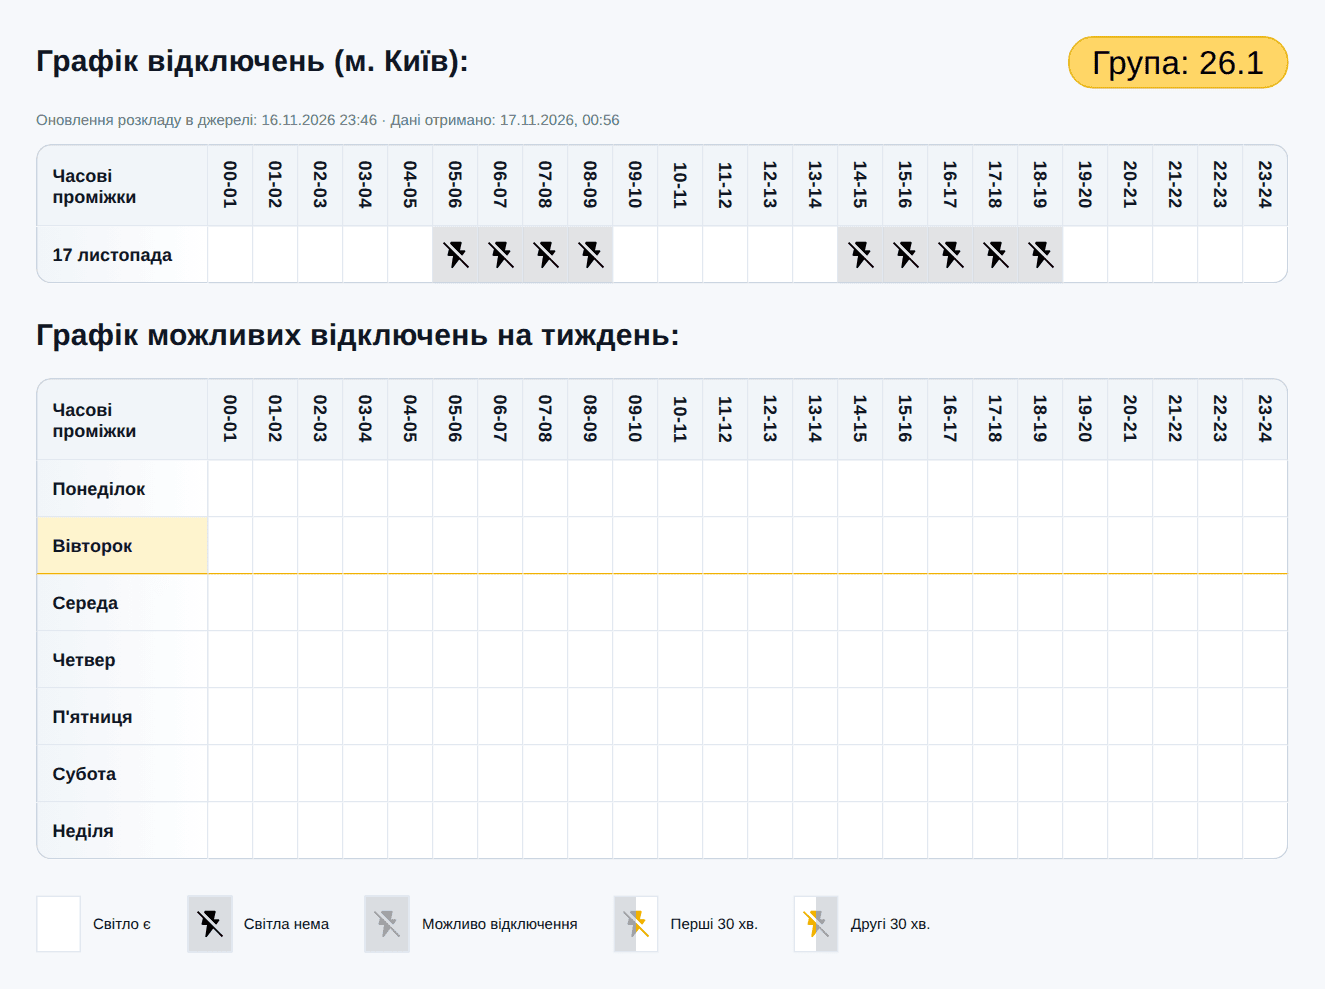 Графік відключень (м. Київ):
Група: 26.1
Оновлення розкладу в джерелі: 16.11.2026 23:46 · Дані отримано: 17.11.2026, 00:56
Часові
проміжки
00-01 01-02 02-03 03-04 04-05 05-06 06-07 07-08 08-09 09-10 10-11 11-12 12-13 13-14 14-15 15-16 16-17 17-18 18-19 19-20 20-21 21-22 22-23 23-24
17 листопада
Графік можливих відключень на тиждень:
Часові
проміжки
00-01 01-02 02-03 03-04 04-05 05-06 06-07 07-08 08-09 09-10 10-11 11-12 12-13 13-14 14-15 15-16 16-17 17-18 18-19 19-20 20-21 21-22 22-23 23-24
Понеділок
Вівторок
Середа
Четвер
П'ятниця
Субота
Неділя
Світло є
Світла нема
Можливо відключення
Перші 30 хв.
Другі 30 хв.